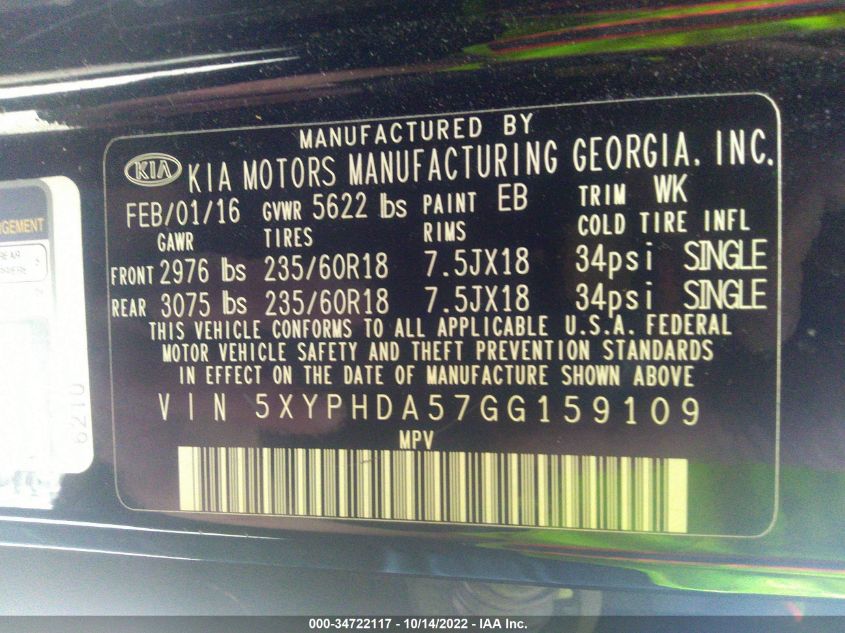 MANUFACTURED BY
KIA KIA MOTORS MANUFACTURING GEORGIA. INC.
FEB/01/16 GVWR 5622 lbs PAINT EB TRIM WK
GAWR TIRES RIMS COLD TIRE INFL
FRONT 2976 lbs 235/60R18 7.5JX18 34psi SINGLE
REAR 3075 lbs 235/60R18 7.5JX18 34psi SINGLE
THIS VEHICLE CONFORMS TO ALL APPLICABLE U.S.A. FEDERAL
MOTOR VEHICLE SAFETY AND THEFT PREVENTION STANDARDS
IN EFFECT ON THE DATE OF MANUFACTURE SHOWN ABOVE
VIN 5XYPHDA57GG159109
MPV
000-34722117 - 10/14/2022 - IAA Inc.